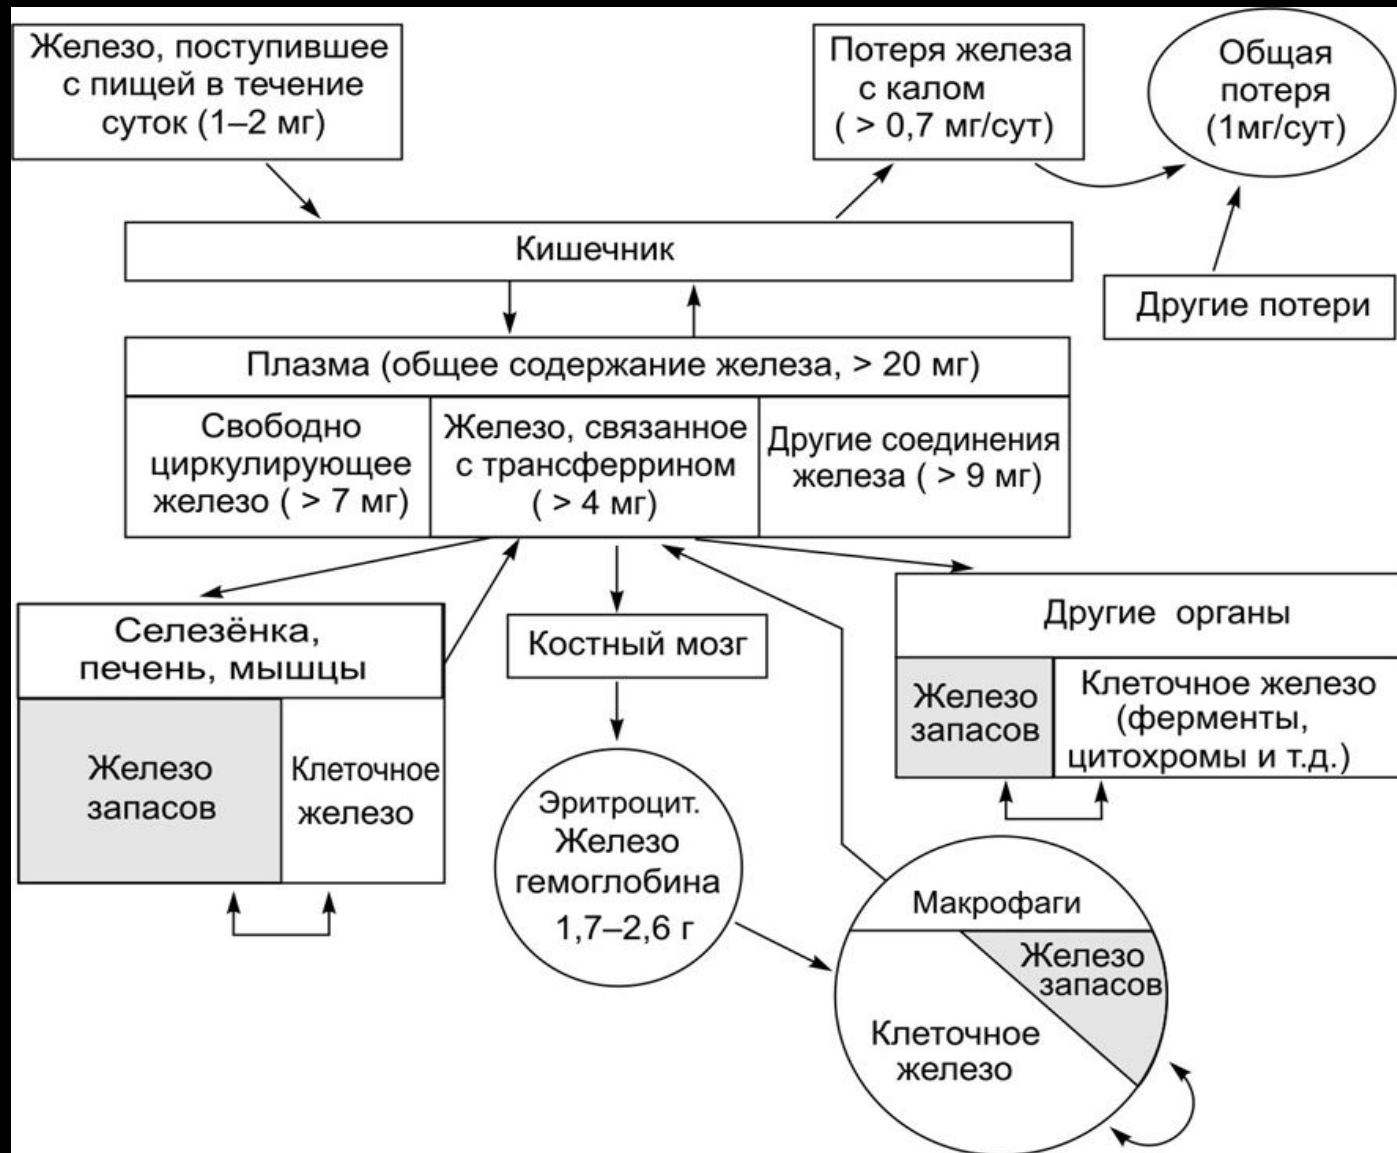 Железо, поступившее
с пищей в течение
суток (1–2 мг)
Потеря железа
с калом
( > 0,7 мг/сут)
Общая
потеря
(1мг/сут)
Кишечник
Другие потери
Плазма (общее содержание железа, > 20 мг)
Свободно
циркулирующее
железо ( > 7 мг)
Железо, связанное
с трансферрином
( > 4 мг)
Другие соединения
железа ( > 9 мг)
Селезёнка,
печень, мышцы
Железо
запасов
Клеточное
железо
Костный мозг
Эритроцит.
Железо
гемоглобина
1,7–2,6 г
Другие органы
Железо
запасов
Клеточное железо
(ферменты,
цитохромы и т.д.)
Макрофаги
Железо
запасов
Клеточное
железо